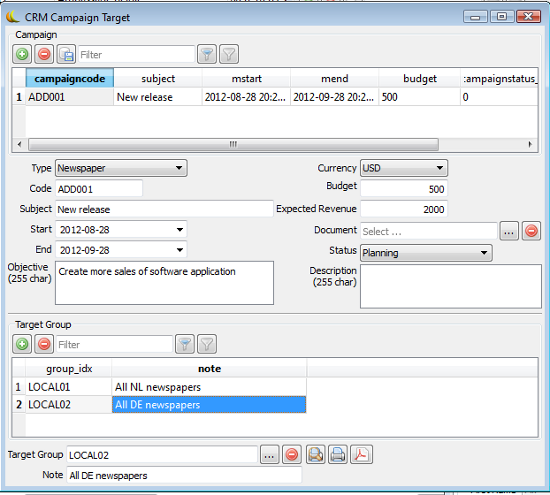 CRM Campaign Target
Campaign
Filter
campaigncode subject mstart mend budget :ampaignstatus_
1 ADD001 New release 2012-08-28 20:2... 2012-09-28 20:2... 500 0
Type Newspaper Currency USD
Code ADD001 Budget 500
Subject New release Expected Revenue 2000
Start 2012-08-28 Document Select ... ...
End 2012-09-28 Status Planning
Objective (255 char) Create more sales of software application Description (255 char)
Target Group
Filter
group_idx note
1 LOCAL01 All NL newspapers
2 LOCAL02 All DE newspapers
Target Group LOCAL02 ...
Note All DE newspapers